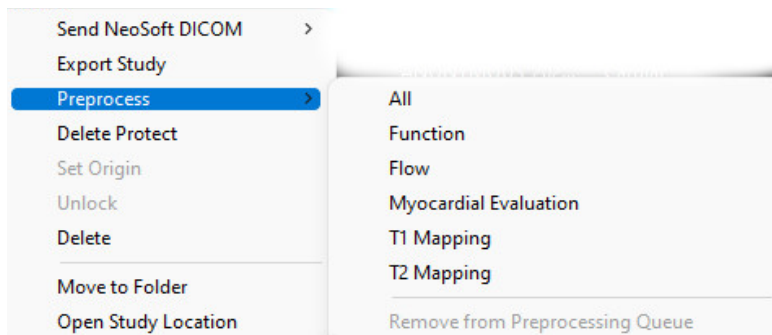 Send NeoSoft DICOM
Export Study
Preprocess
Delete Protect
Set Origin
Unlock
Delete
Move to Folder
Open Study Location
All
Function
Flow
Myocardial Evaluation
T1 Mapping
T2 Mapping
Remove from Preprocessing Queue